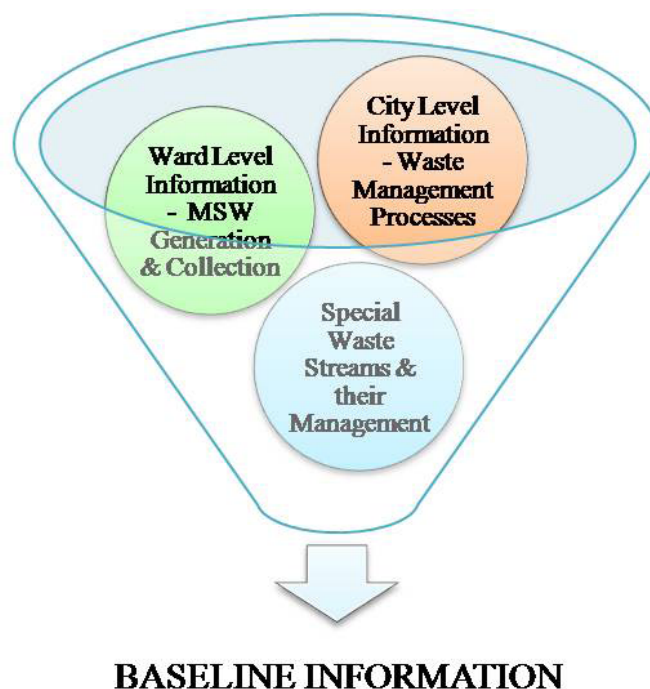 City Level
Information
- Waste
Management
Processes
Ward Level
Information
- MSW
Generation
& Collection
Special
Waste
Streams &
their
Management
BASELINE INFORMATION